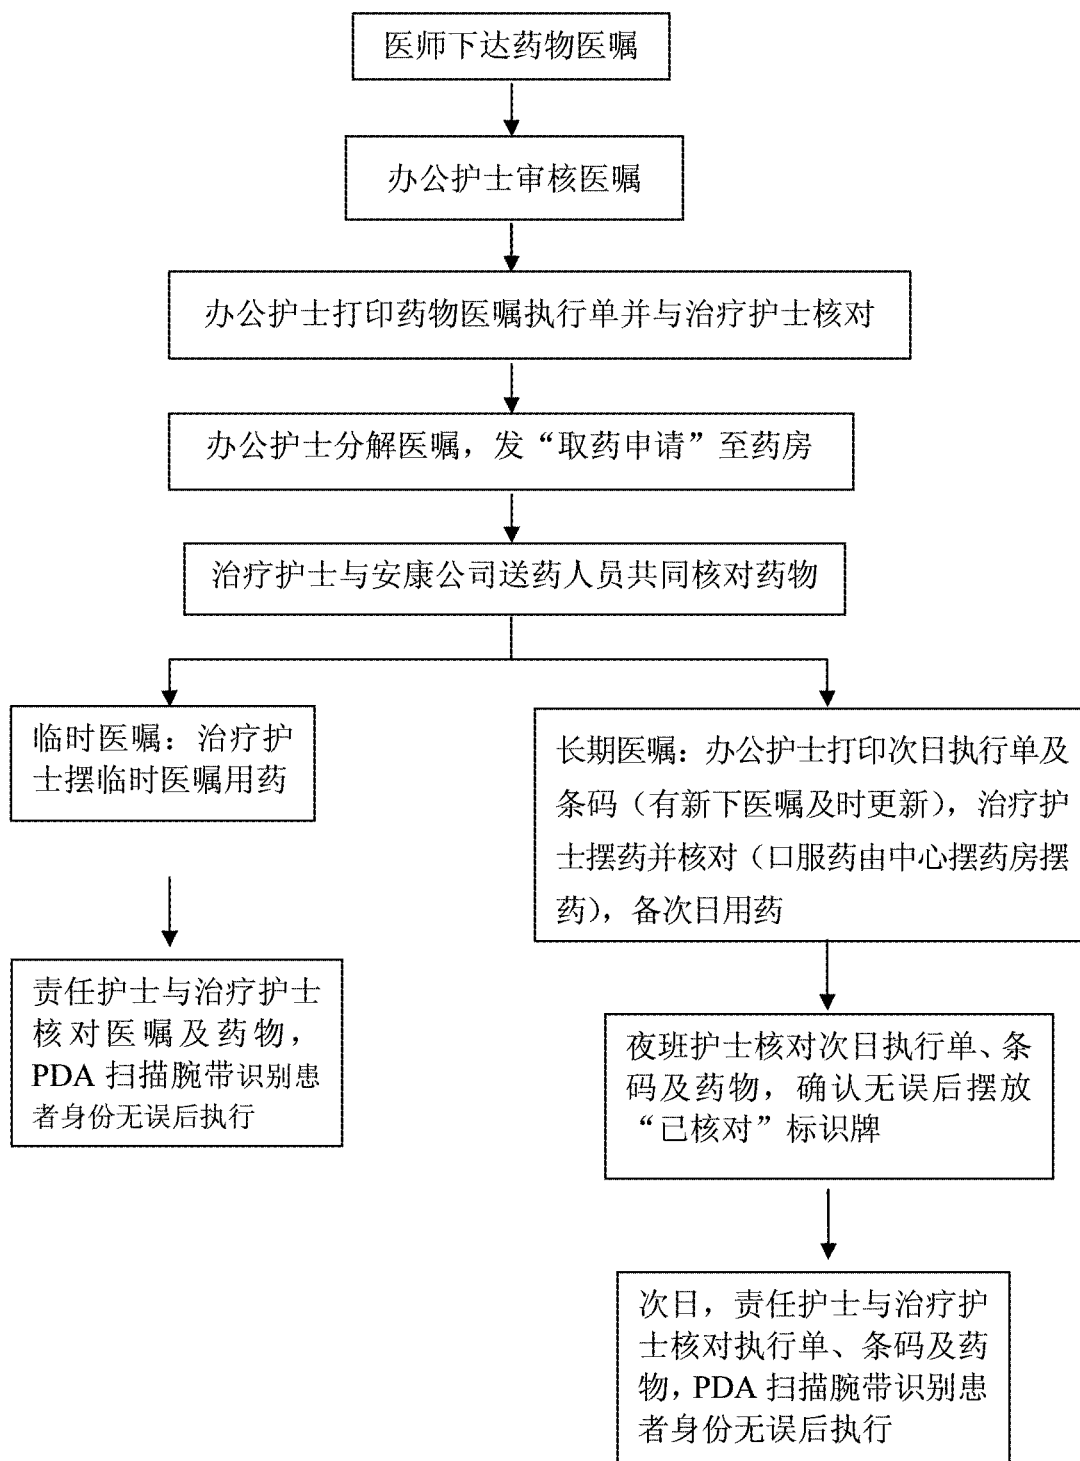 医师下达药物医嘱
办公护士审核医嘱
办公护士打印药物医嘱执行单并与治疗护士核对
办公护士分解医嘱，发“取药申请”至药房
治疗护士与安康公司送药人员共同核对药物
临时医嘱：治疗护
士摆临时医嘱用药
长期医嘱：办公护士打印次日执行单及
条码（有新下医嘱及时更新），治疗护
士摆药并核对（口服药由中心摆药房摆
药），备次日用药
责任护士与治疗护士
核对医嘱及药物，
PDA 扫描腕带识别患
者身份无误后执行
夜班护士核对次日执行单、条
码及药物，确认无误后摆放
“已核对”标识牌
次日，责任护士与治疗护
士核对执行单、条码及药
物，PDA 扫描腕带识别患
者身份无误后执行